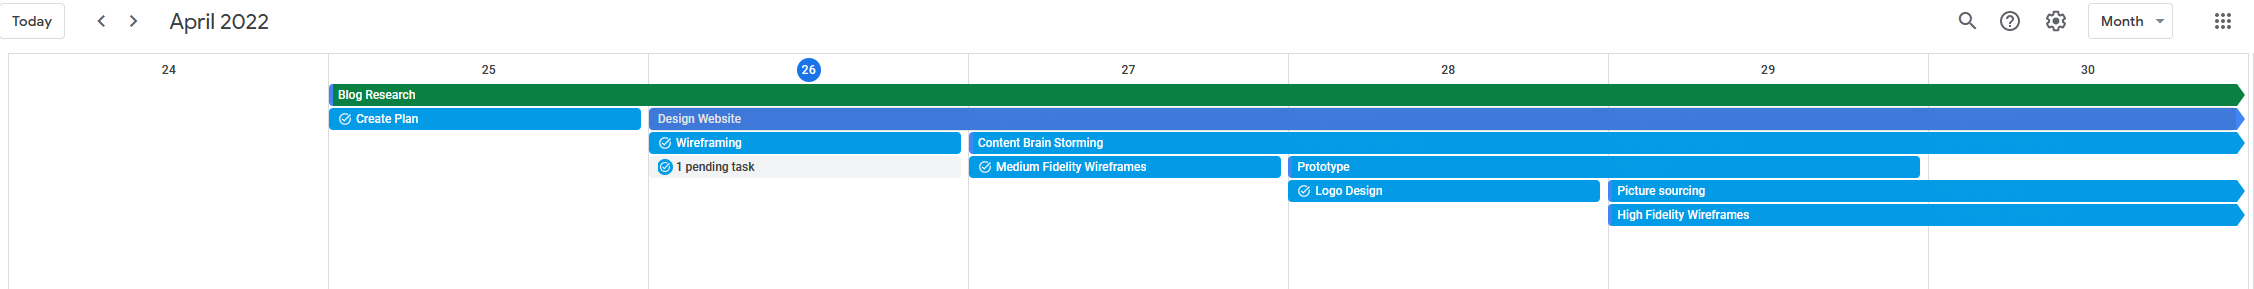 Today April 2022 Month
24 25 26 27 28 29 30
Blog Research
Create Plan Design Website
Wireframing Content Brain Storming
1 pending task Medium Fidelity Wireframes Prototype
Logo Design Picture sourcing
High Fidelity Wireframes